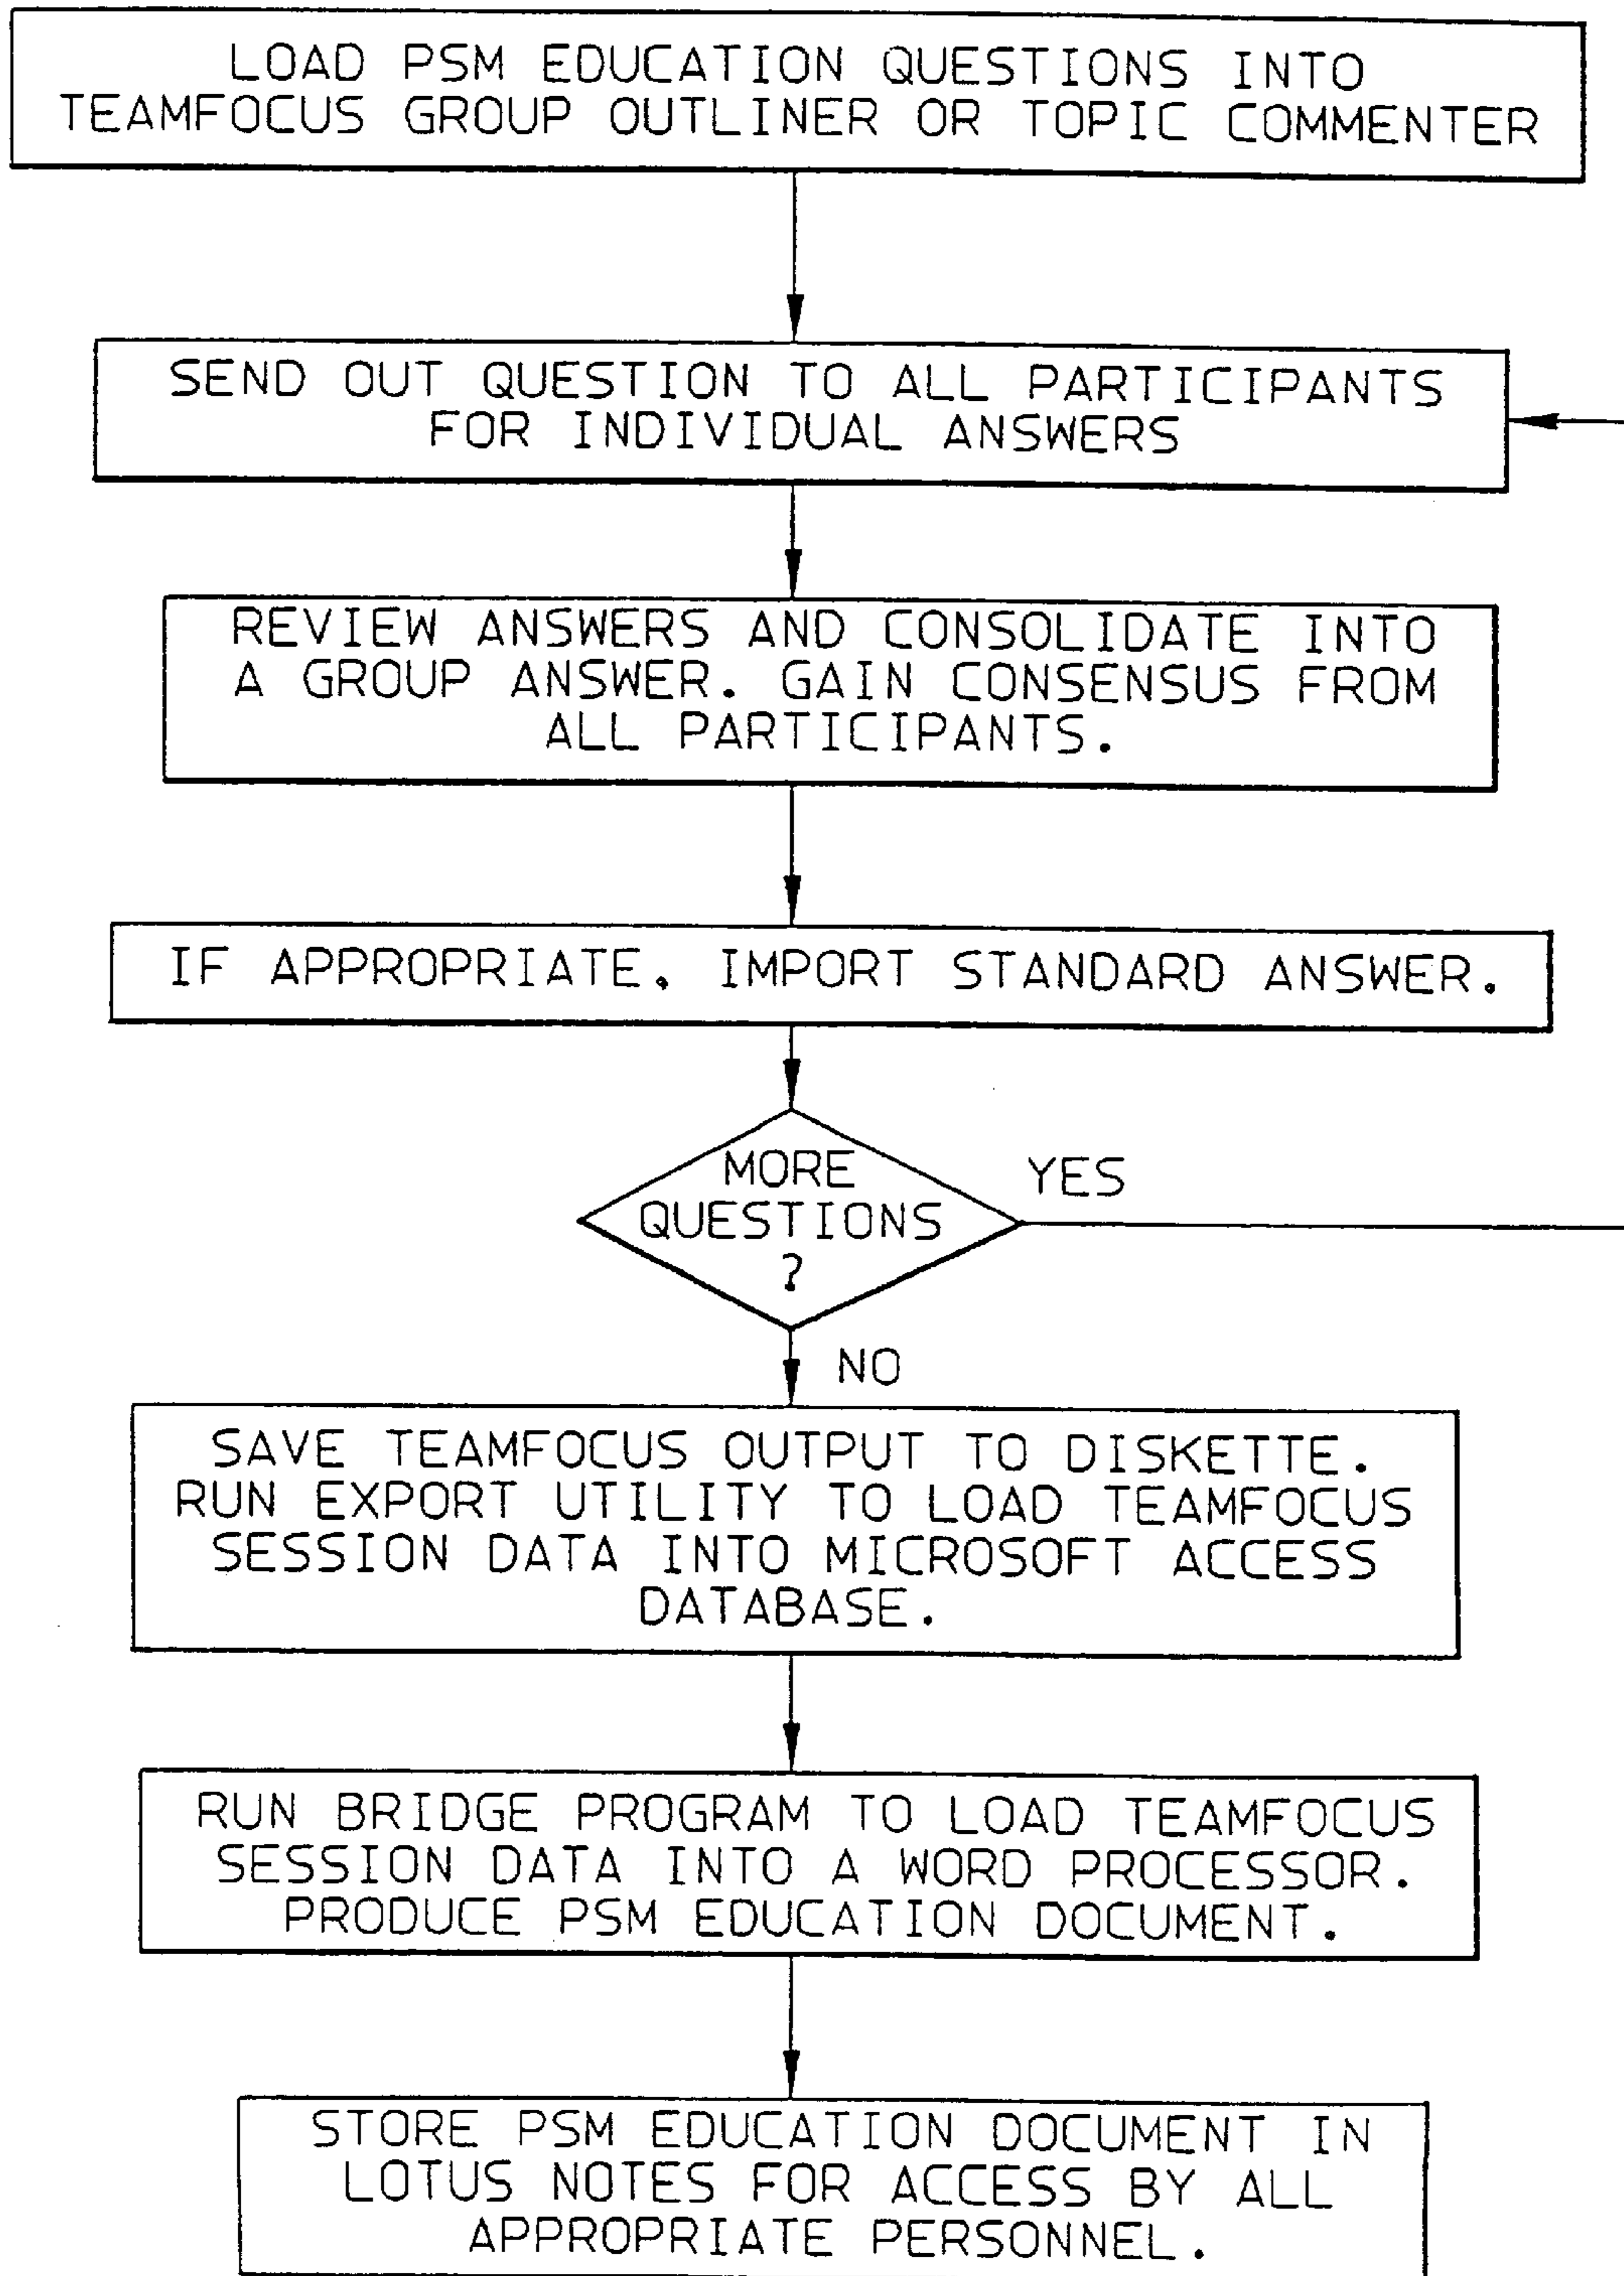 LOAD PSM EDUCATION QUESTIONS INTO
TEAMFOCUS GROUP OUTLINER OR TOPIC COMMENTER
SEND OUT QUESTION TO ALL PARTICIPANTS
FOR INDIVIDUAL ANSWERS
REVIEW ANSWERS AND CONSOLIDATE INTO
A GROUP ANSWER. GAIN CONSENSUS FROM
ALL PARTICIPANTS.
IF APPROPRIATE, IMPORT STANDARD ANSWER.
MORE
QUESTIONS
?
YES
NO
SAVE TEAMFOCUS OUTPUT TO DISKETTE.
RUN EXPORT UTILITY TO LOAD TEAMFOCUS
SESSION DATA INTO MICROSOFT ACCESS
DATABASE.
RUN BRIDGE PROGRAM TO LOAD TEAMFOCUS
SESSION DATA INTO A WORD PROCESSOR.
PRODUCE PSM EDUCATION DOCUMENT.
STORE PSM EDUCATION DOCUMENT IN
LOTUS NOTES FOR ACCESS BY ALL
APPROPRIATE PERSONNEL.